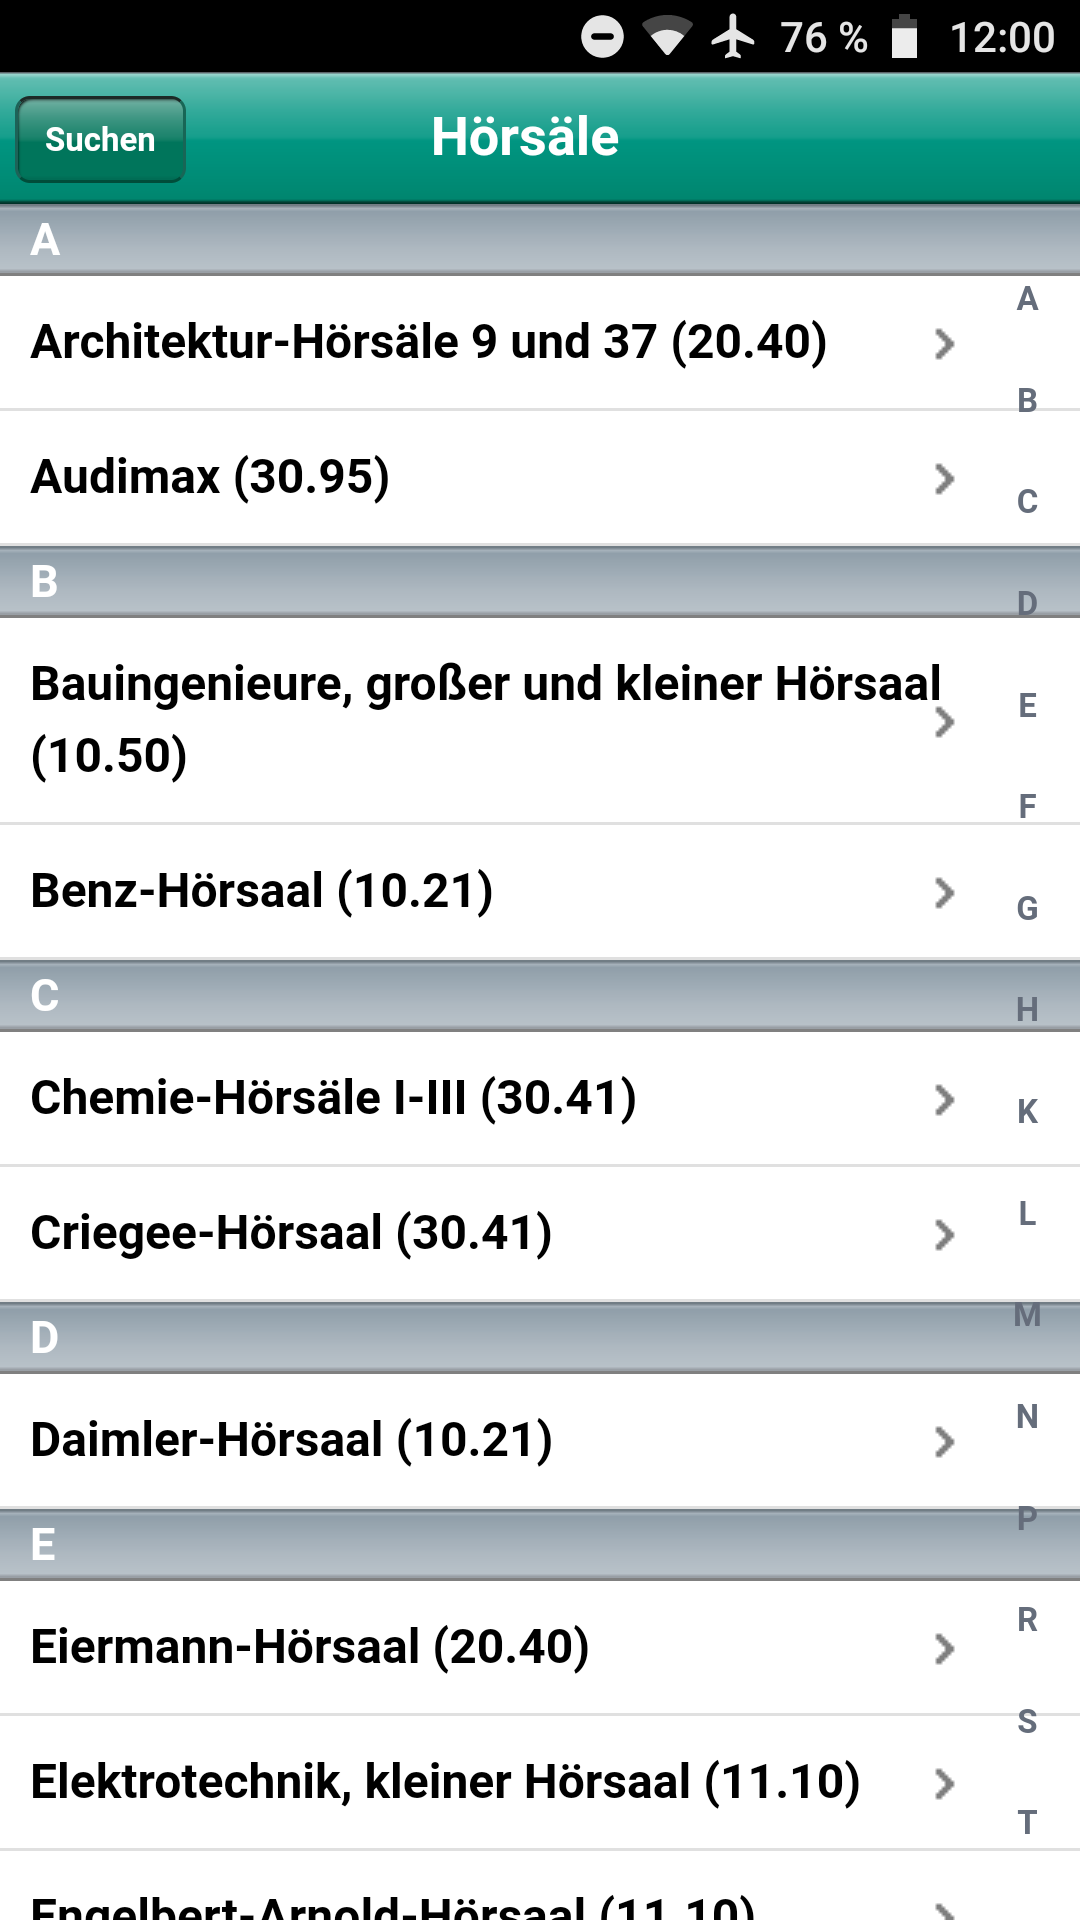 76 % 12:00
Suchen
Hörsäle
A
Architektur-Hörsäle 9 und 37 (20.40)
Audimax (30.95)
B
Bauingenieure, großer und kleiner Hörsaal
(10.50)
Benz-Hörsaal (10.21)
C
Chemie-Hörsäle I-III (30.41)
Criegee-Hörsaal (30.41)
D
Daimler-Hörsaal (10.21)
E
Eiermann-Hörsaal (20.40)
Elektrotechnik, kleiner Hörsaal (11.10)
Engelbert-Arnold-Hörsaal (11.10)
A
B
C
D
E
F
G
H
K
L
M
N
P
R
S
T